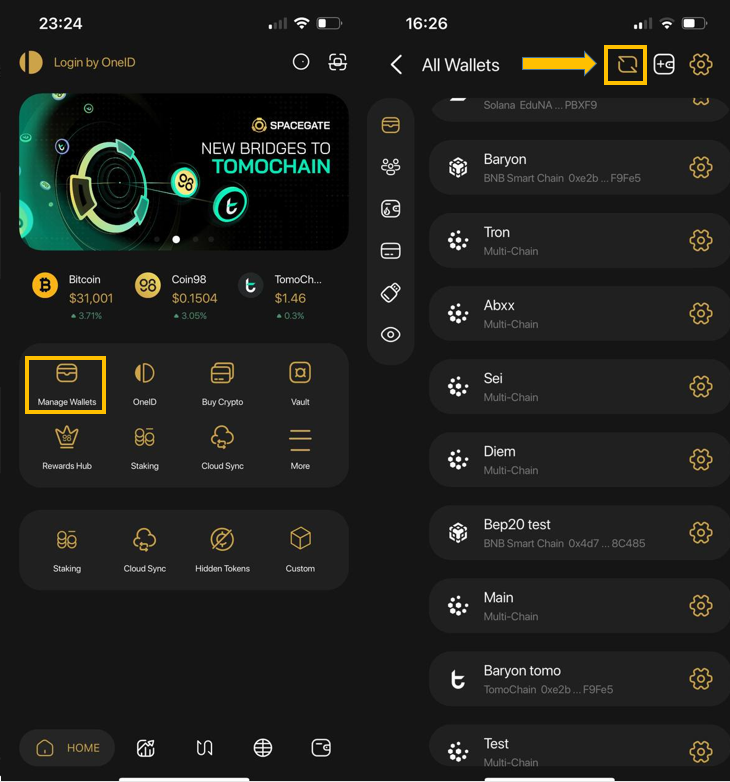 23:24
Login by OneID
SPACEGATE
NEW BRIDGES TO
TOMOCHAIN
Bitcoin
$31,001
3.71%
Coin98
$0.1504
3.05%
TomoCh...
$1.46
0.3%
Manage Wallets
OneID
Buy Crypto
Vault
98
Rewards Hub
Staking
Cloud Sync
More
Staking
Cloud Sync
Hidden Tokens
Custom
HOME
16:26
All Wallets
Solana EduNA ... PBXF9
Baryon
BNB Smart Chain 0xe2b ... F9Fe5
Tron
Multi-Chain
Abxx
Multi-Chain
Sei
Multi-Chain
Diem
Multi-Chain
Bep20 test
BNB Smart Chain 0x4d7 ... 8C485
Main
Multi-Chain
Baryon tomo
TomoChain 0xe2b ... F9Fe5
Test
Multi-Chain